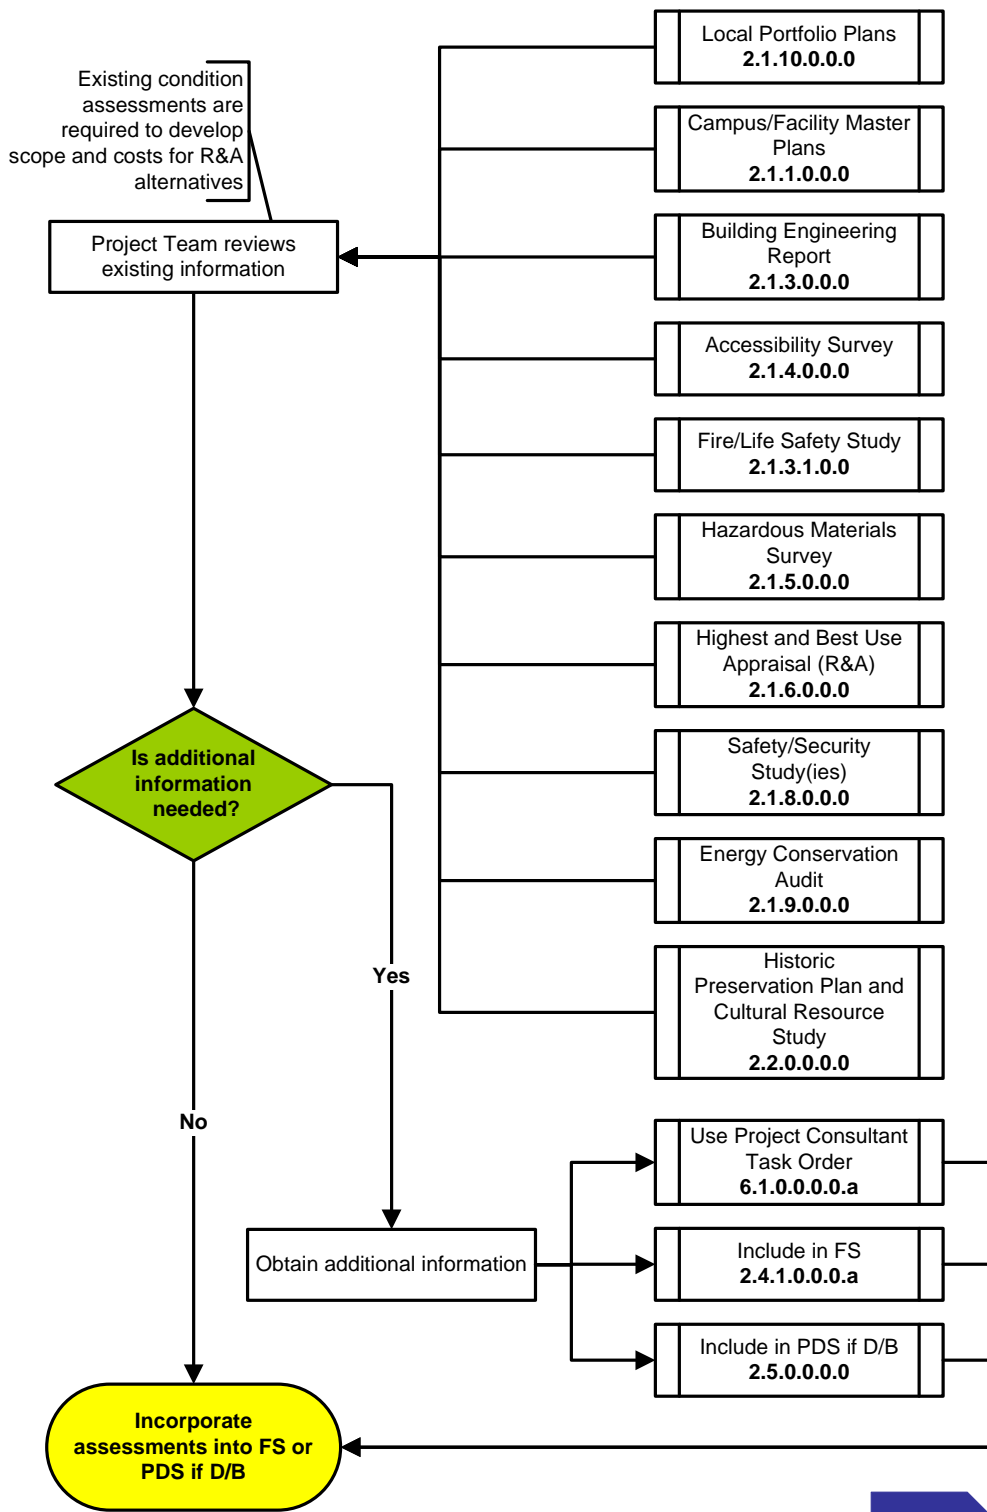 Existing condition
assessments are
required to develop
scope and costs for R&A
alternatives
Project Team reviews
existing information
Local Portfolio Plans
2.1.10.0.0.0
Campus/Facility Master
Plans
2.1.1.0.0.0
Building Engineering
Report
2.1.3.0.0.0
Accessibility Survey
2.1.4.0.0.0
Fire/Life Safety Study
2.1.3.1.0.0
Hazardous Materials
Survey
2.1.5.0.0.0
Highest and Best Use
Appraisal (R&A)
2.1.6.0.0.0
Safety/Security
Study(ies)
2.1.8.0.0.0
Energy Conservation
Audit
2.1.9.0.0.0
Historic
Preservation Plan and
Cultural Resource
Study
2.2.0.0.0.0
Is additional
information
needed?
Yes
No
Obtain additional information
Use Project Consultant
Task Order
6.1.0.0.0.0.a
Include in FS
2.4.1.0.0.0.a
Include in PDS if D/B
2.5.0.0.0.0
Incorporate
assessments into FS or
PDS if D/B